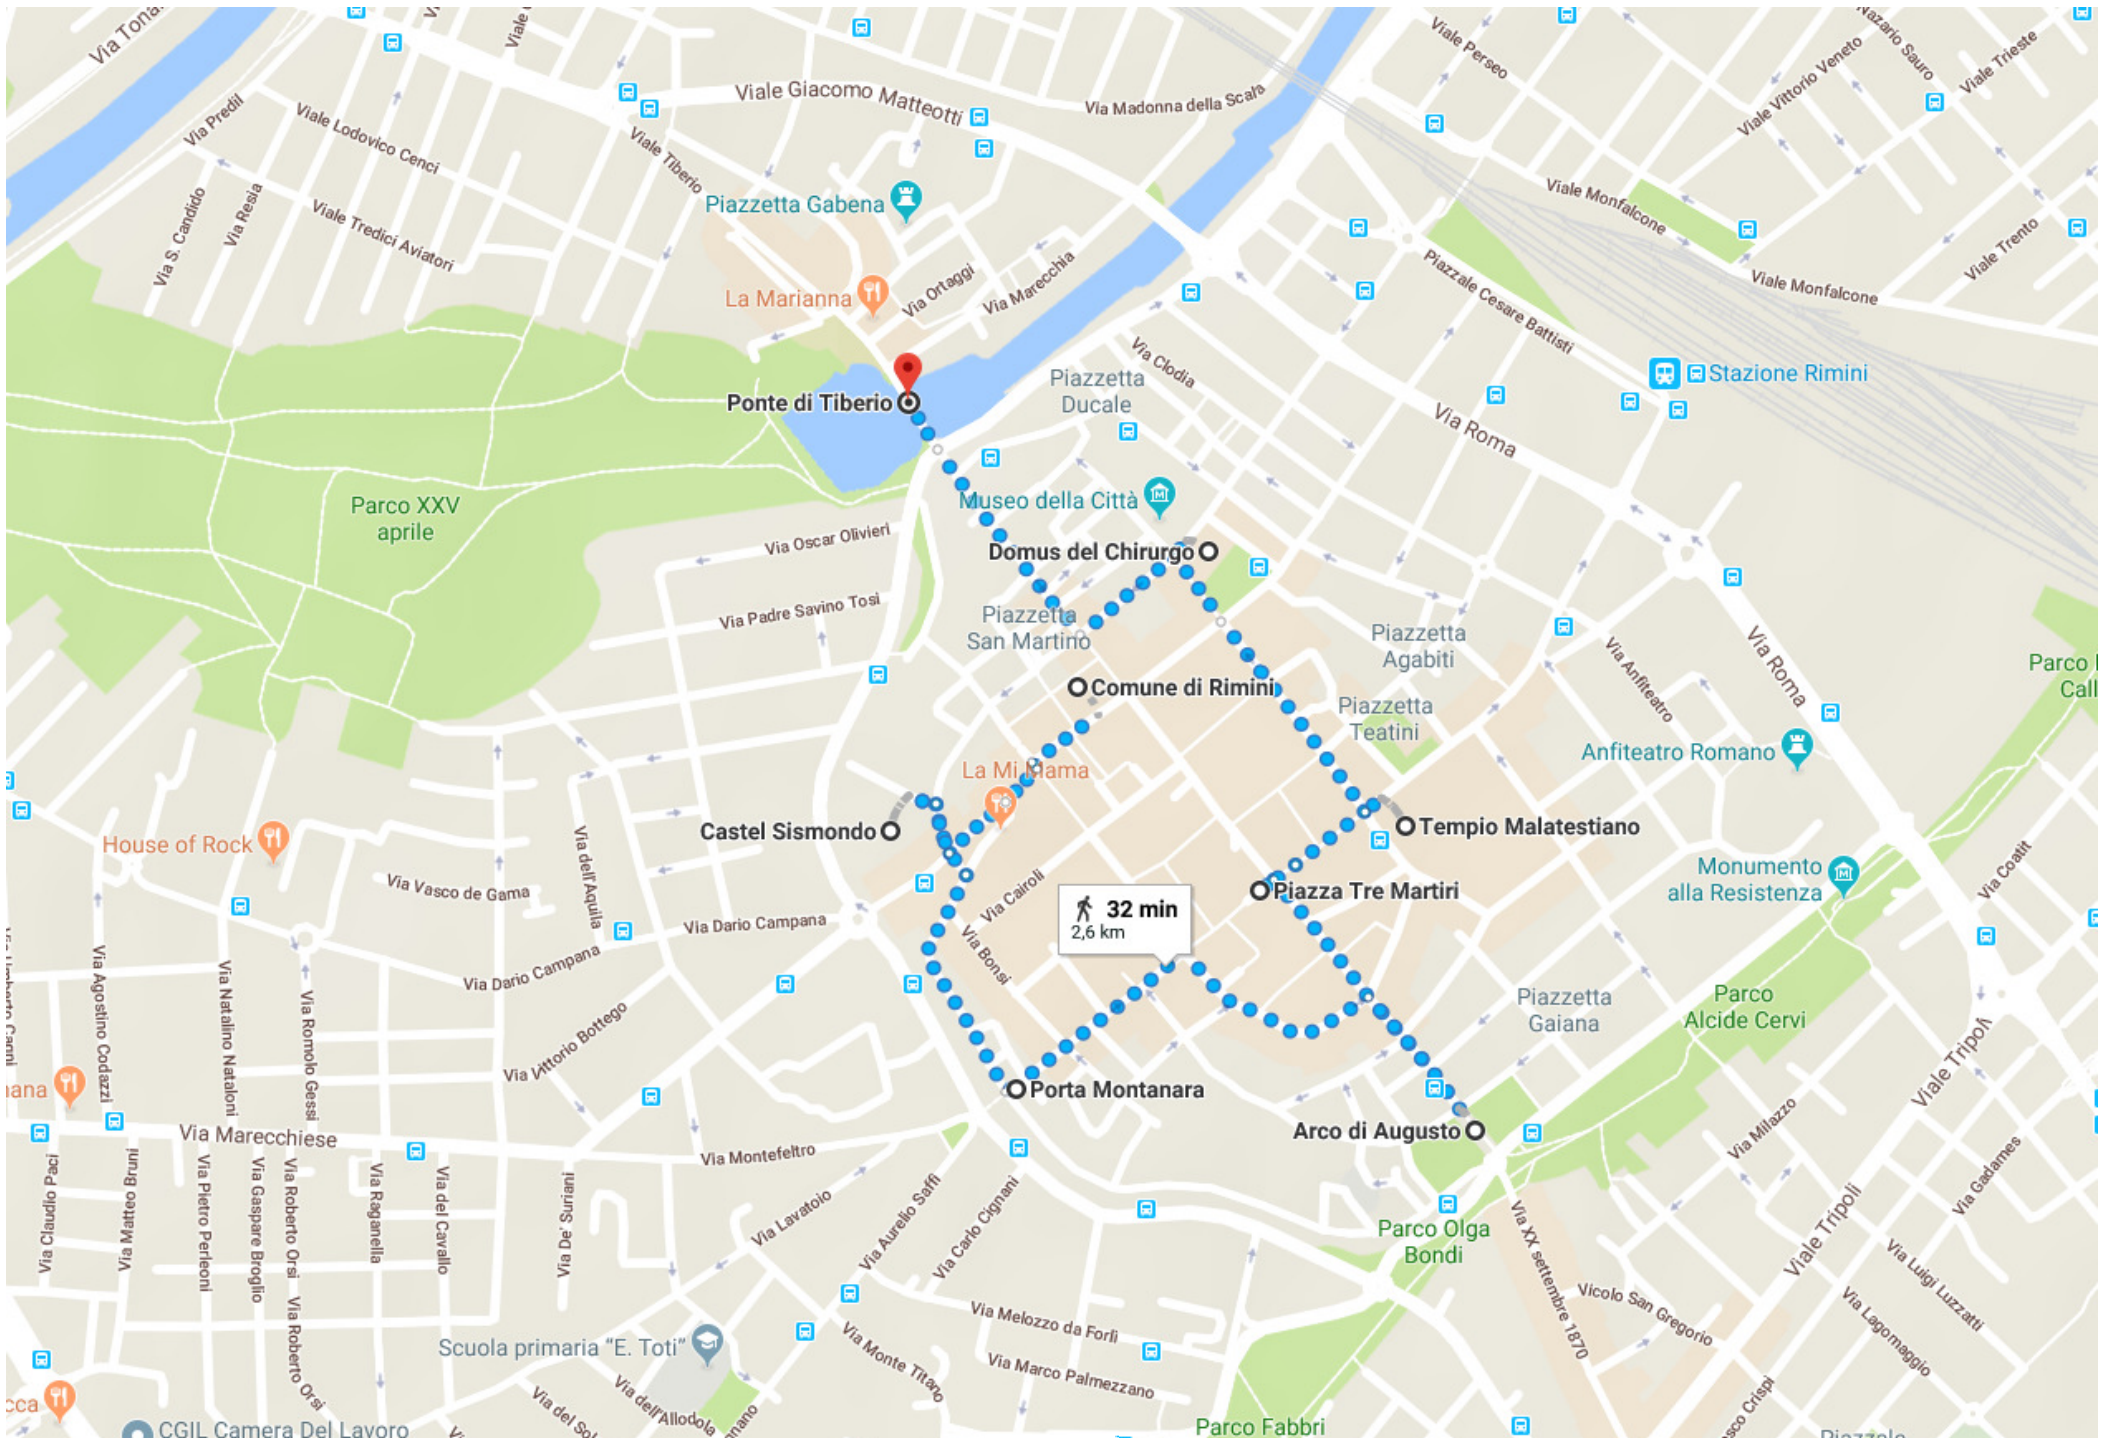 Via Predil
Viale Lodovico Cenci
Viale Tiberio
Viale Giacomo Matteotti
Via Madonna della Scala
Viale Perseo
Nazario Sauro
Viale Vittorio Veneto
Viale Trieste
Via S. Candido
Via Resia
Viale Tredici Aviatori
Piazzetta Gabena
Viale Monfalcone
Viale Trento
Viale Monfalcone
La Marianna
Via Ortaggi
Via Marecchia
Piazzale Cesare Battisti
Via Clodia
Piazzetta
Ducale
Stazione Rimini
Ponte di Tiberio
Via Roma
Parco XXV
aprile
Museo della Città
Via Oscar Olivieri
Domus del Chirurgo
Via Padre Savino Tosi
Piazzetta
San Martino
Piazzetta
Agabiti
Via Anfiteatro
Via Roma
Parco
Call
Comune di Rimini
Piazzetta
Teatini
Anfiteatro Romano
La Mi Mama
Castel Sismondo
Tempio Malatestiano
House of Rock
Via dell'Aquila
Monumento
alla Resistenza
Via Coatit
Via Vasco de Gama
Via Cairoli
Piazza Tre Martiri
32 min
2,6 km
Via Dario Campana
Via Dario Campana
Via Bonsi
Via Agostino Codazzi
Via Natalino Nataloni
Via Romolo Gessi
Via Vittorio Bottego
Piazzetta
Gaiana
Parco
Alcide Cervi
Viale Tripoli
Porta Montanara
Arco di Augusto
Via Milazzo
Via Marecchiese
Via Montefeltro
Via Gadames
Via Claudio Paci
Via Matteo Bruni
Via Pietro Perleoni
Via Gaspare Broglio
Via Roberto Orsi
Via Raganella
Via del Cavallo
Via De' Suriani
Via Lavatoio
Via Aurelio Saffi
Via Carlo Cignani
Parco Olga
Bondi
Via XX settembre 1870
Viale Tripoli
Via Luigi Luzzatti
Vicolo San Gregorio
Via Lagomaggio
Via Roberto Orsi
Via Melozzo da Forlì
Scuola primaria "E. Toti"
Via Monte Titano
Via Marco Palmezzano
Via dell'Allodola
Via del Sol
Parco Fabbri
CGIL Camera Del Lavoro
Piazzale